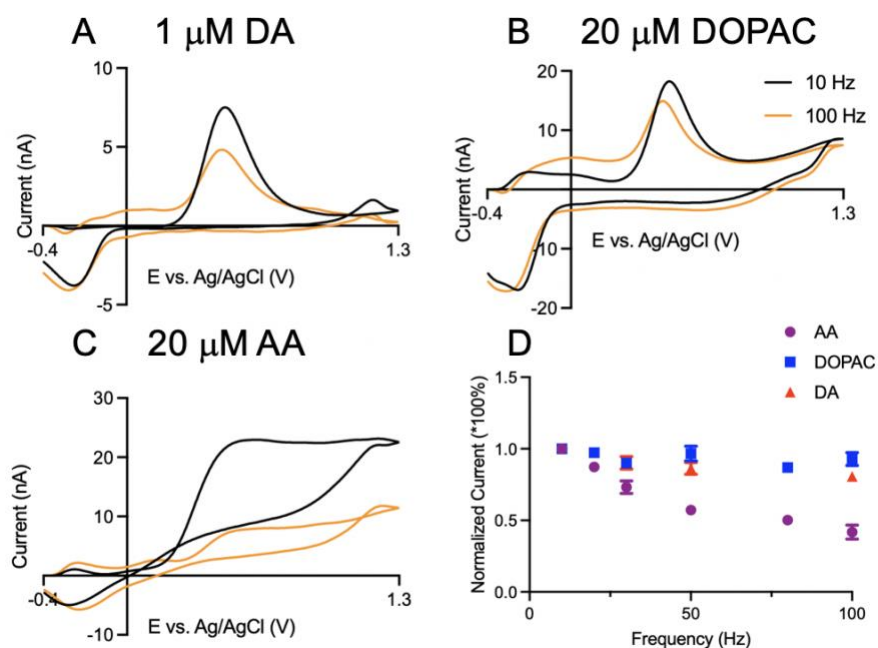 A 1 μM DA
10
5
-5
-0.4
1.3
Current (nA)
E vs. Ag/AgCl (V)
B 20 μM DOPAC
20
10
-10
-20
-0.4
1.3
Current (nA)
E vs. Ag/AgCl (V)
10 Hz
100 Hz
C 20 μM AA
30
20
10
-10
-0.4
1.3
Current (nA)
E vs. Ag/AgCl (V)
D
AA
DOPAC
DA
1.5
1.0
0.5
0.0
0
50
100
Normalized Current (*100%)
Frequency (Hz)